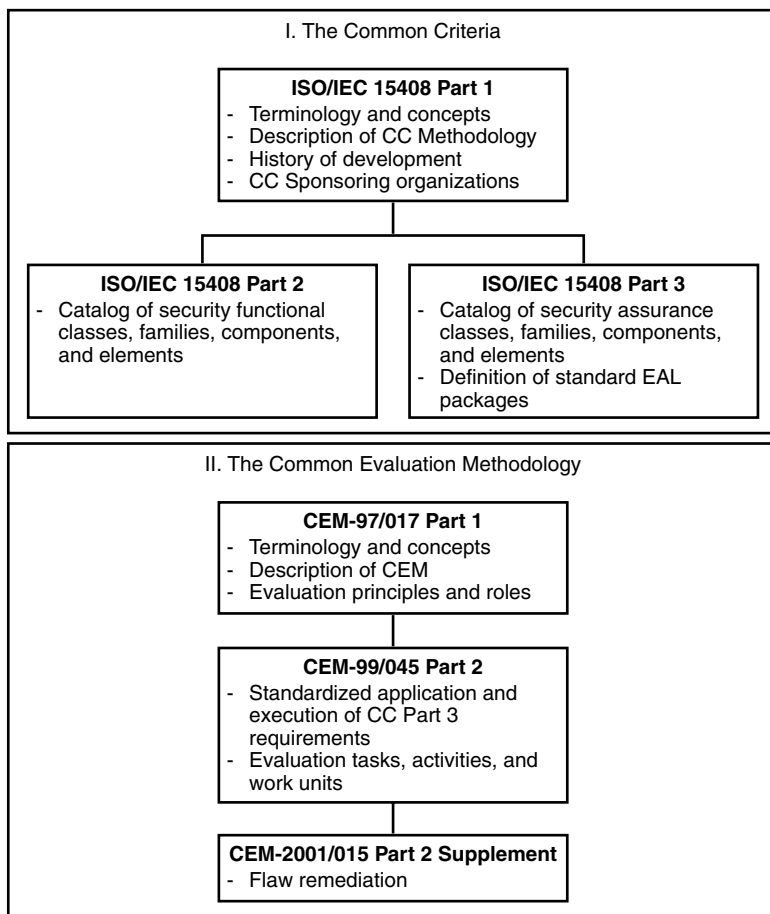 I. The Common Criteria
ISO/IEC 15408 Part 1
- Terminology and concepts
- Description of CC Methodology
- History of development
- CC Sponsoring organizations
ISO/IEC 15408 Part 2
- Catalog of security functional
classes, families, components,
and elements
ISO/IEC 15408 Part 3
- Catalog of security assurance
classes, families, components,
and elements
- Definition of standard EAL
packages
II. The Common Evaluation Methodology
CEM-97/017 Part 1
- Terminology and concepts
- Description of CEM
- Evaluation principles and roles
CEM-99/045 Part 2
- Standardized application and
execution of CC Part 3
requirements
- Evaluation tasks, activities, and
work units
CEM-2001/015 Part 2 Supplement
- Flaw remediation